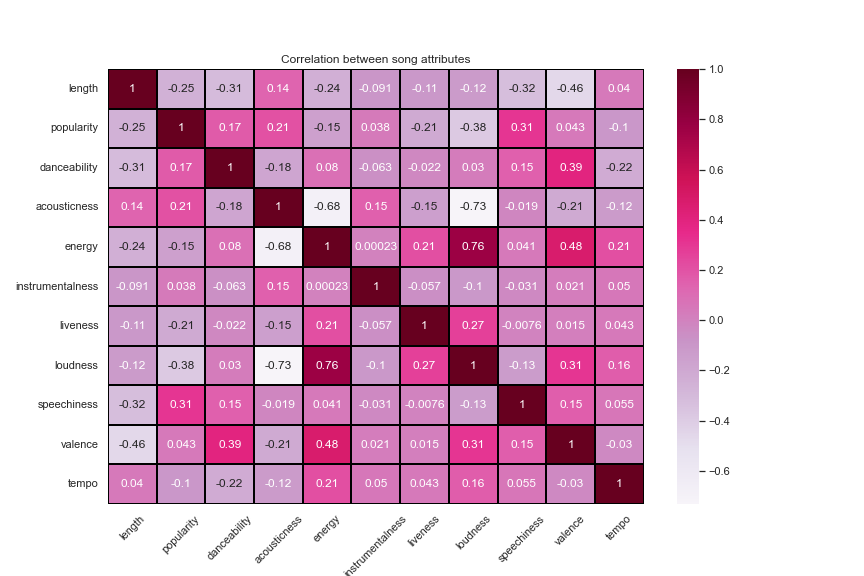 Correlation between song attributes
length 1 -0.25 -0.31 0.14 -0.24 -0.091 -0.11 -0.12 -0.32 -0.46 0.04
popularity -0.25 1 0.17 0.21 -0.15 0.038 -0.21 -0.38 0.31 0.043 -0.1
danceability -0.31 0.17 1 -0.18 0.08 -0.063 -0.022 0.03 0.15 0.39 -0.22
acousticness 0.14 0.21 -0.18 1 -0.68 0.15 -0.15 -0.73 -0.019 -0.21 -0.12
energy -0.24 -0.15 0.08 -0.68 1 0.00023 0.21 0.76 0.041 0.48 0.21
instrumentalness -0.091 0.038 -0.063 0.15 0.00023 1 -0.057 -0.1 -0.031 0.021 0.05
liveness -0.11 -0.21 -0.022 -0.15 0.21 -0.057 1 0.27 -0.0076 0.015 0.043
loudness -0.12 -0.38 0.03 -0.73 0.76 -0.1 0.27 1 -0.13 0.31 0.16
speechiness -0.32 0.31 0.15 -0.019 0.041 -0.031 -0.0076 -0.13 1 0.15 0.055
valence -0.46 0.043 0.39 -0.21 0.48 0.021 0.015 0.31 0.15 1 -0.03
tempo 0.04 -0.1 -0.22 -0.12 0.21 0.05 0.043 0.16 0.055 -0.03 1
length popularity danceability acousticness energy instrumentalness liveness loudness speechiness valence tempo
1.0
0.8
0.6
0.4
0.2
0.0
−0.2
−0.4
−0.6